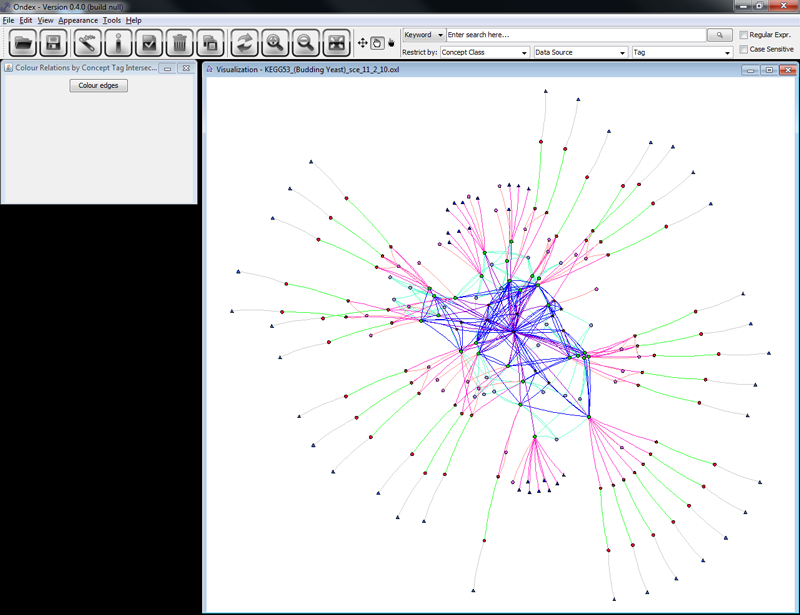 Ondex - Version 0.4.0 (build null)
File Edit View Appearance Tools Help
Keyword Enter search here... Regular Expr.
Restrict by: Concept Class Data Source Tag Case Sensitive
Colour Relations by Concept Tag Intersec...
Colour edges
Visualization - KEGG53_(Budding Yeast)_sce_11_2_10.oxl